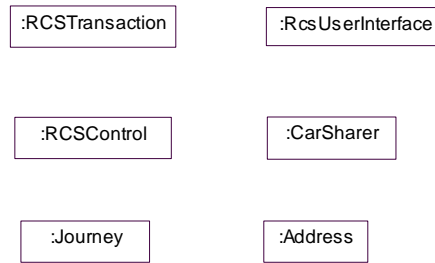 :RCSTransaction
:RcsUserInterface
:RCSControl
:CarSharer
:Journey
:Address